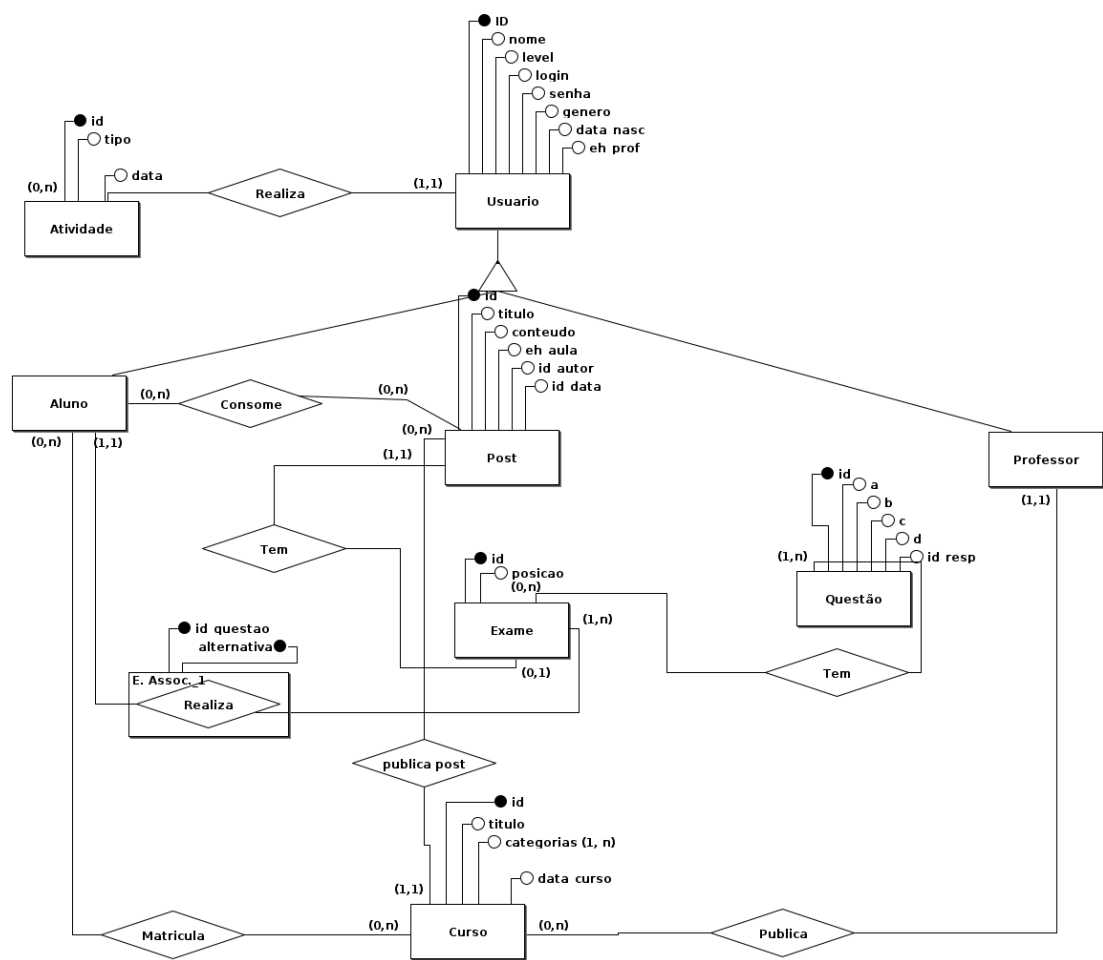 ID
nome
level
login
senha
genero
data nasc
eh prof
id
tipo
data
(0,n)
Realiza
(1,1)
Usuario
Atividade
id
titulo
conteudo
eh aula
id autor
id data
Aluno
(0,n)
Consome
(0,n)
(0,n)
(1,1)
(0,n)
(1,1)
Post
Professor
(1,1)
id
a
b
c
d
id resp
(1,n)
Questão
Tem
id
posicao
(0,n)
Exame
(1,n)
(0,1)
Tem
id questao
alternativa
E. Assoc._1
Realiza
publica post
id
titulo
categorias (1, n)
data curso
(1,1)
Matricula
(0,n)
Curso
(0,n)
Publica